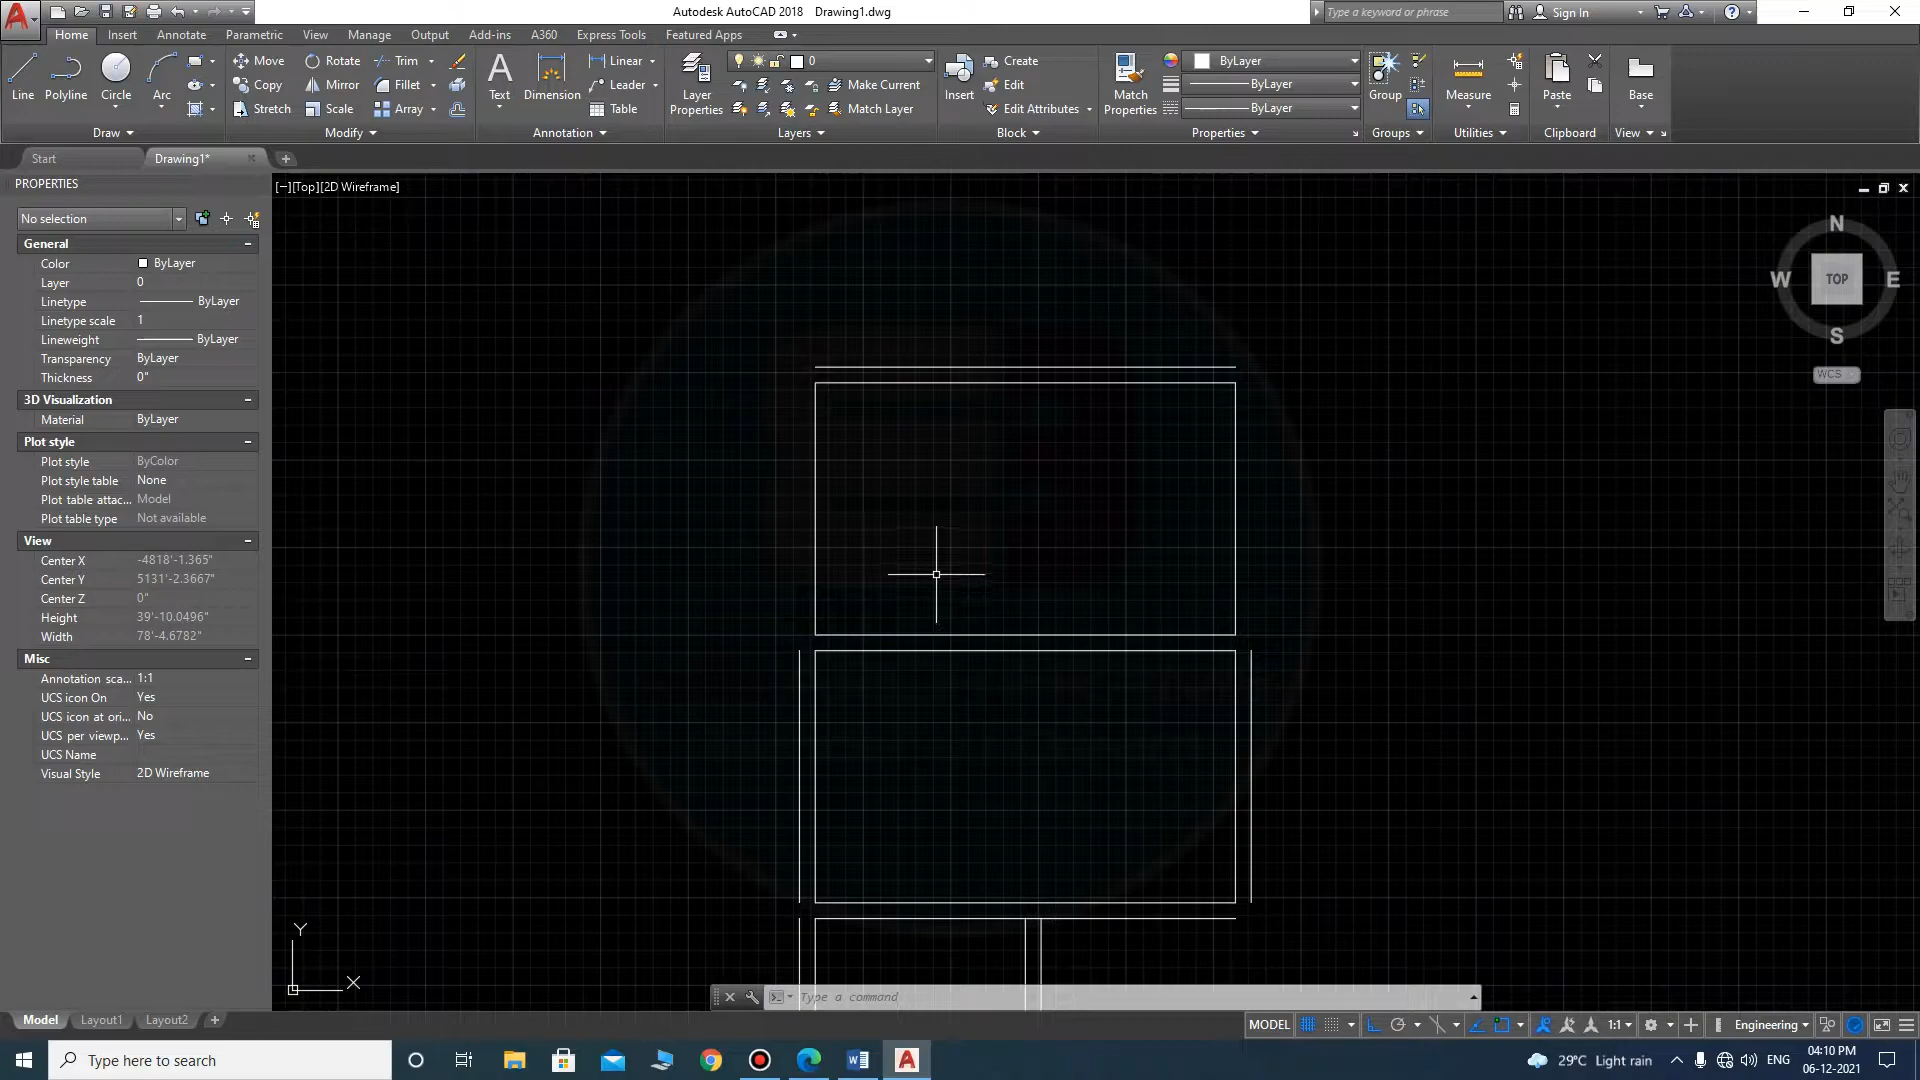 Autodesk AutoCAD 2018 Drawing1.dwg
Type a keyword or phrase
Sign In
Home Insert Annotate Parametric View Manage Output Add-ins A360 Express Tools Featured Apps
Line Polyline Circle Arc
Draw
Move Rotate Trim
Copy Mirror Fillet
Stretch Scale Array
Modify
Text Dimension
Linear
Leader
Table
Annotation
Layer Properties
0
Make Current
Match Layer
Layers
Insert
Create
Edit
Edit Attributes
Block
Match Properties
ByLayer
ByLayer
ByLayer
Properties
Group
Groups
Measure
Utilities
Paste
Clipboard
Base
View
Start Drawing1*
PROPERTIES
[−][Top][2D Wireframe]
No selection
General
Color ByLayer
Layer 0
Linetype ByLayer
Linetype scale 1
Lineweight ByLayer
Transparency ByLayer
Thickness 0"
3D Visualization
Material ByLayer
Plot style
Plot style ByColor
Plot style table None
Plot table attac... Model
Plot table type Not available
View
Center X -4818'-1.365"
Center Y 5131'-2.3667"
Center Z 0"
Height 39'-10.0496"
Width 78'-4.6782"
Misc
Annotation sca... 1:1
UCS icon On Yes
UCS icon at ori... No
UCS per viewp... Yes
UCS Name
Visual Style 2D Wireframe
N
W TOP E
S
WCS
Y
X
Type a command
Model Layout1 Layout2
MODEL 1:1 Engineering
Type here to search
29°C Light rain
ENG
04:10 PM
06-12-2021